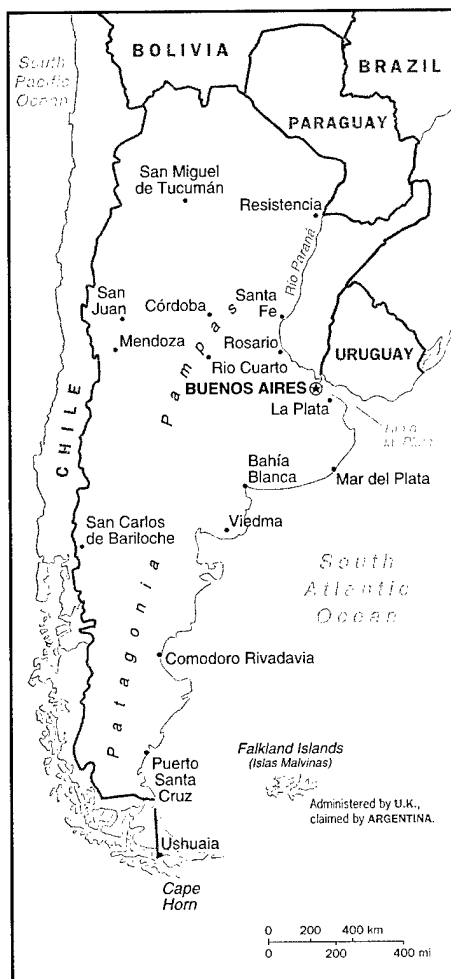 BOLIVIA
BRAZIL
South
Pacific
Ocean
PARAGUAY
San Miguel
de Tucumán
Resistencia
Río Paraná
San
Juan
Córdoba
Santa
Fe
Mendoza
Rosario
Rio Cuarto
URUGUAY
Pampas
BUENOS AIRES
La Plata
CHILE
Bahía
Blanca
Mar del Plata
San Carlos
de Bariloche
Viedma
South
Atlantic
Ocean
Comodoro Rivadavia
Patagonia
Puerto
Santa
Cruz
Falkland Islands
(Islas Malvinas)
Administered by U.K.,
claimed by ARGENTINA.
Ushuaia
Cape
Horn
0 200 400 km
0 200 400 mi